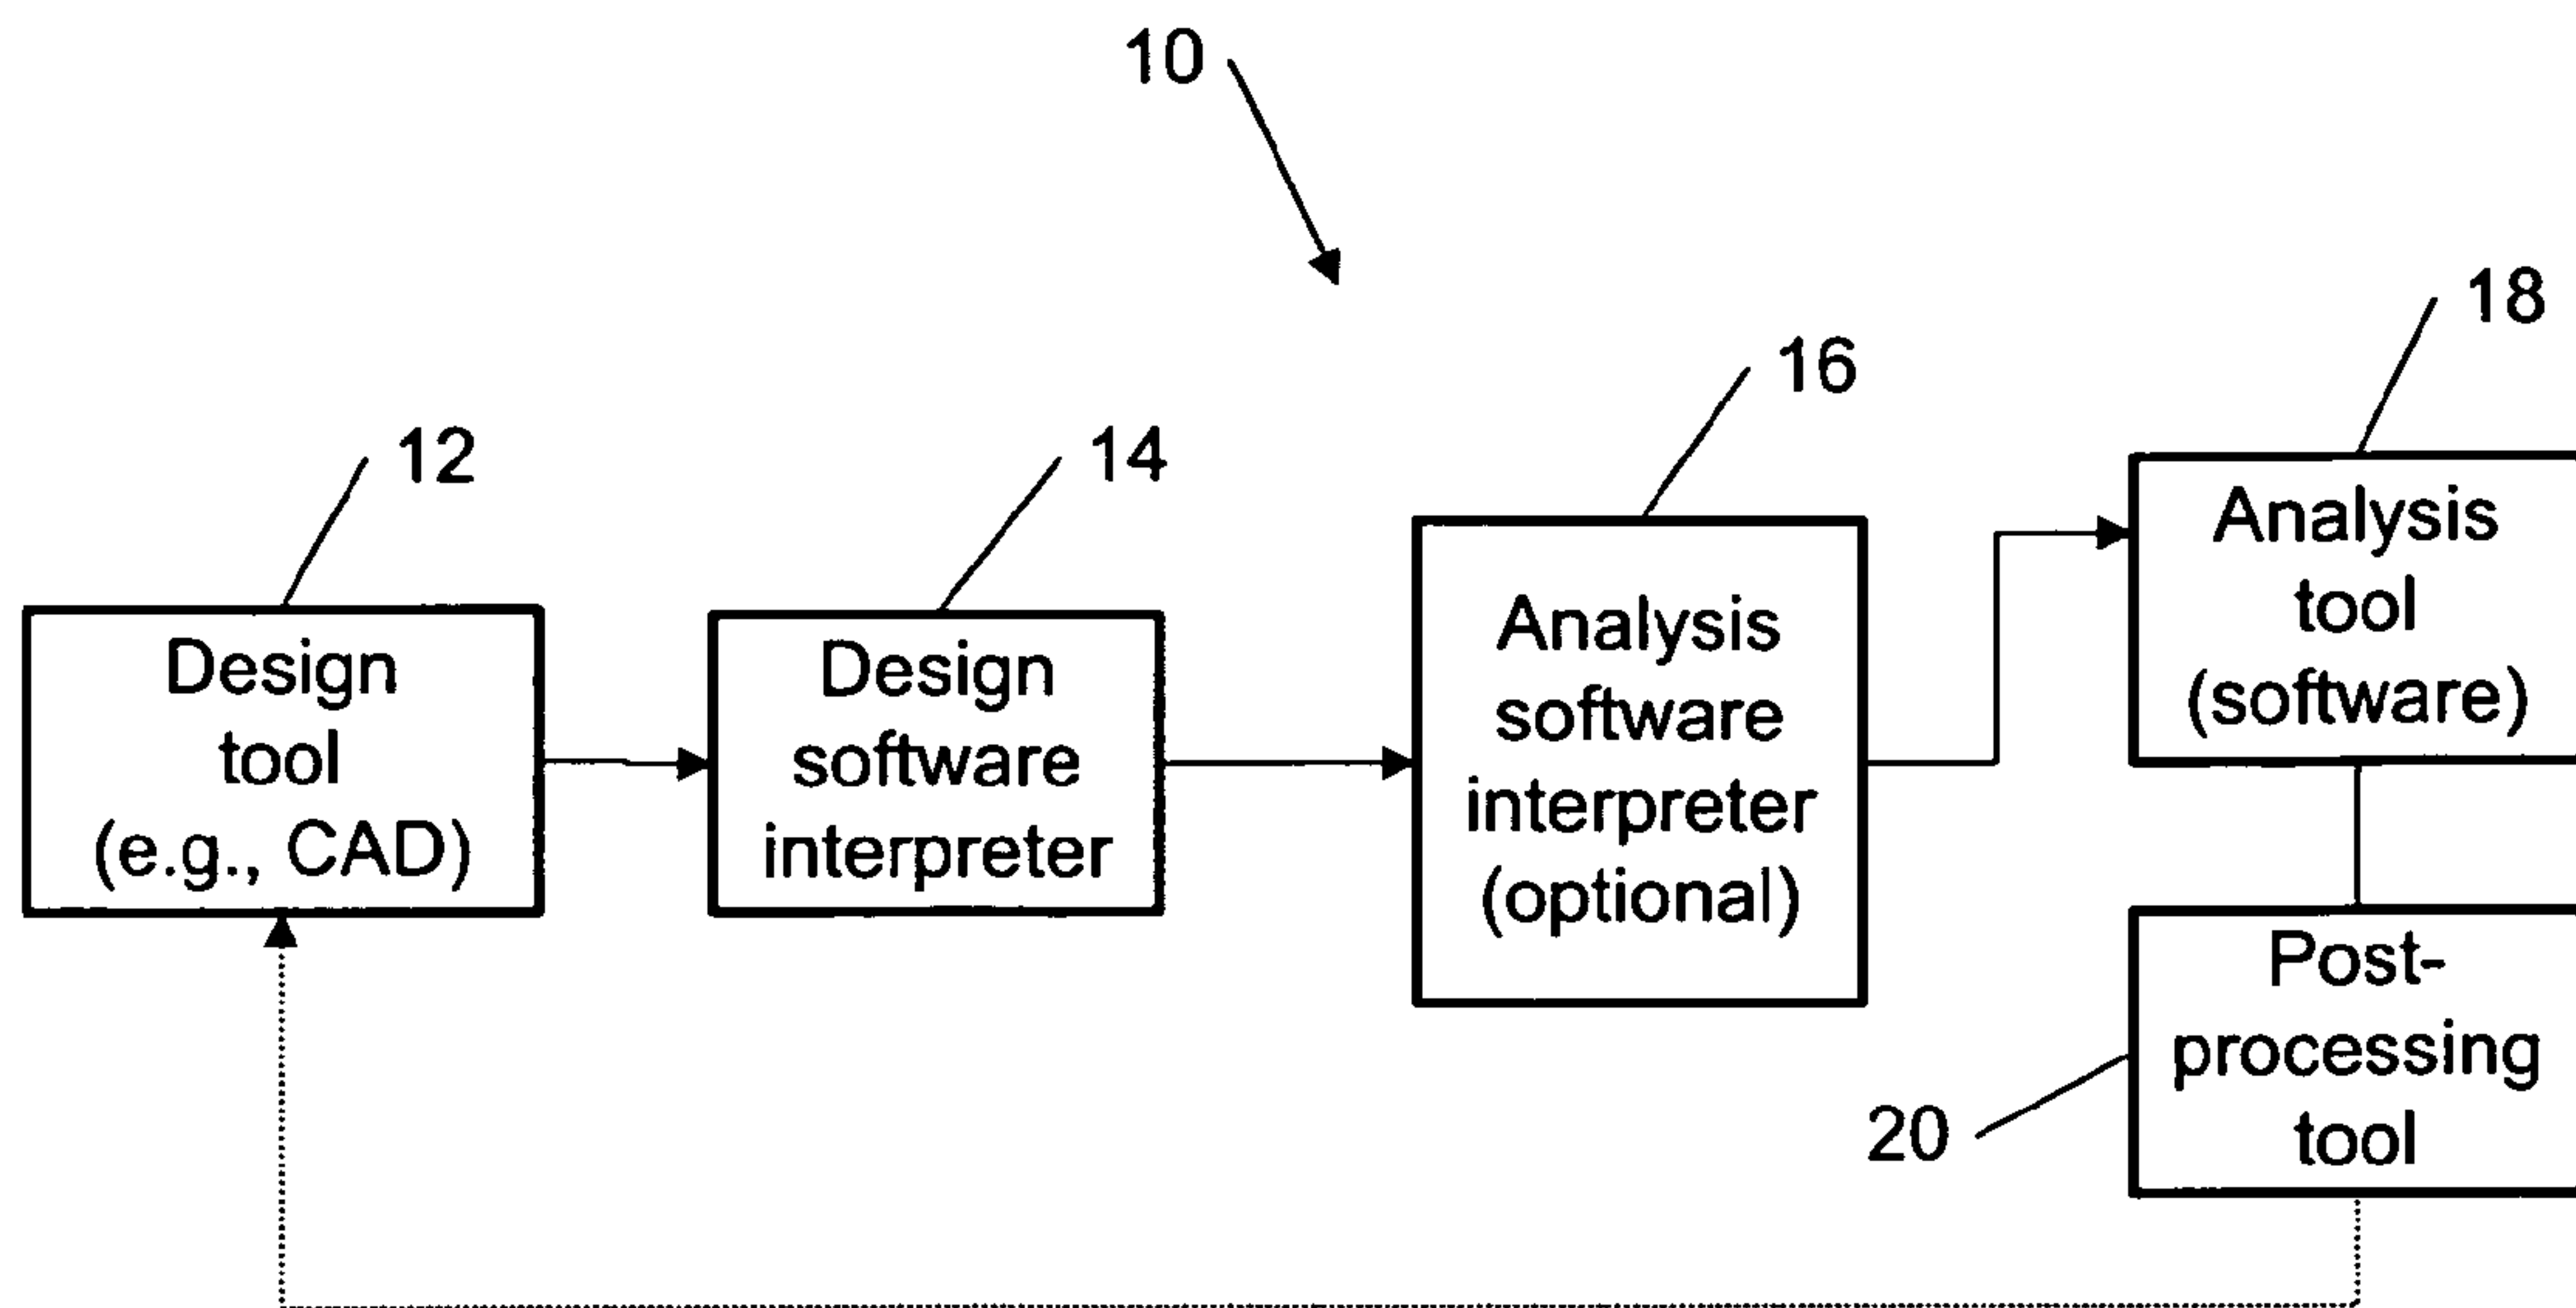 10
12
Design
tool
(e.g., CAD)
14
Design
software
interpreter
16
Analysis
software
interpreter
(optional)
18
Analysis
tool
(software)
20
Post-
processing
tool